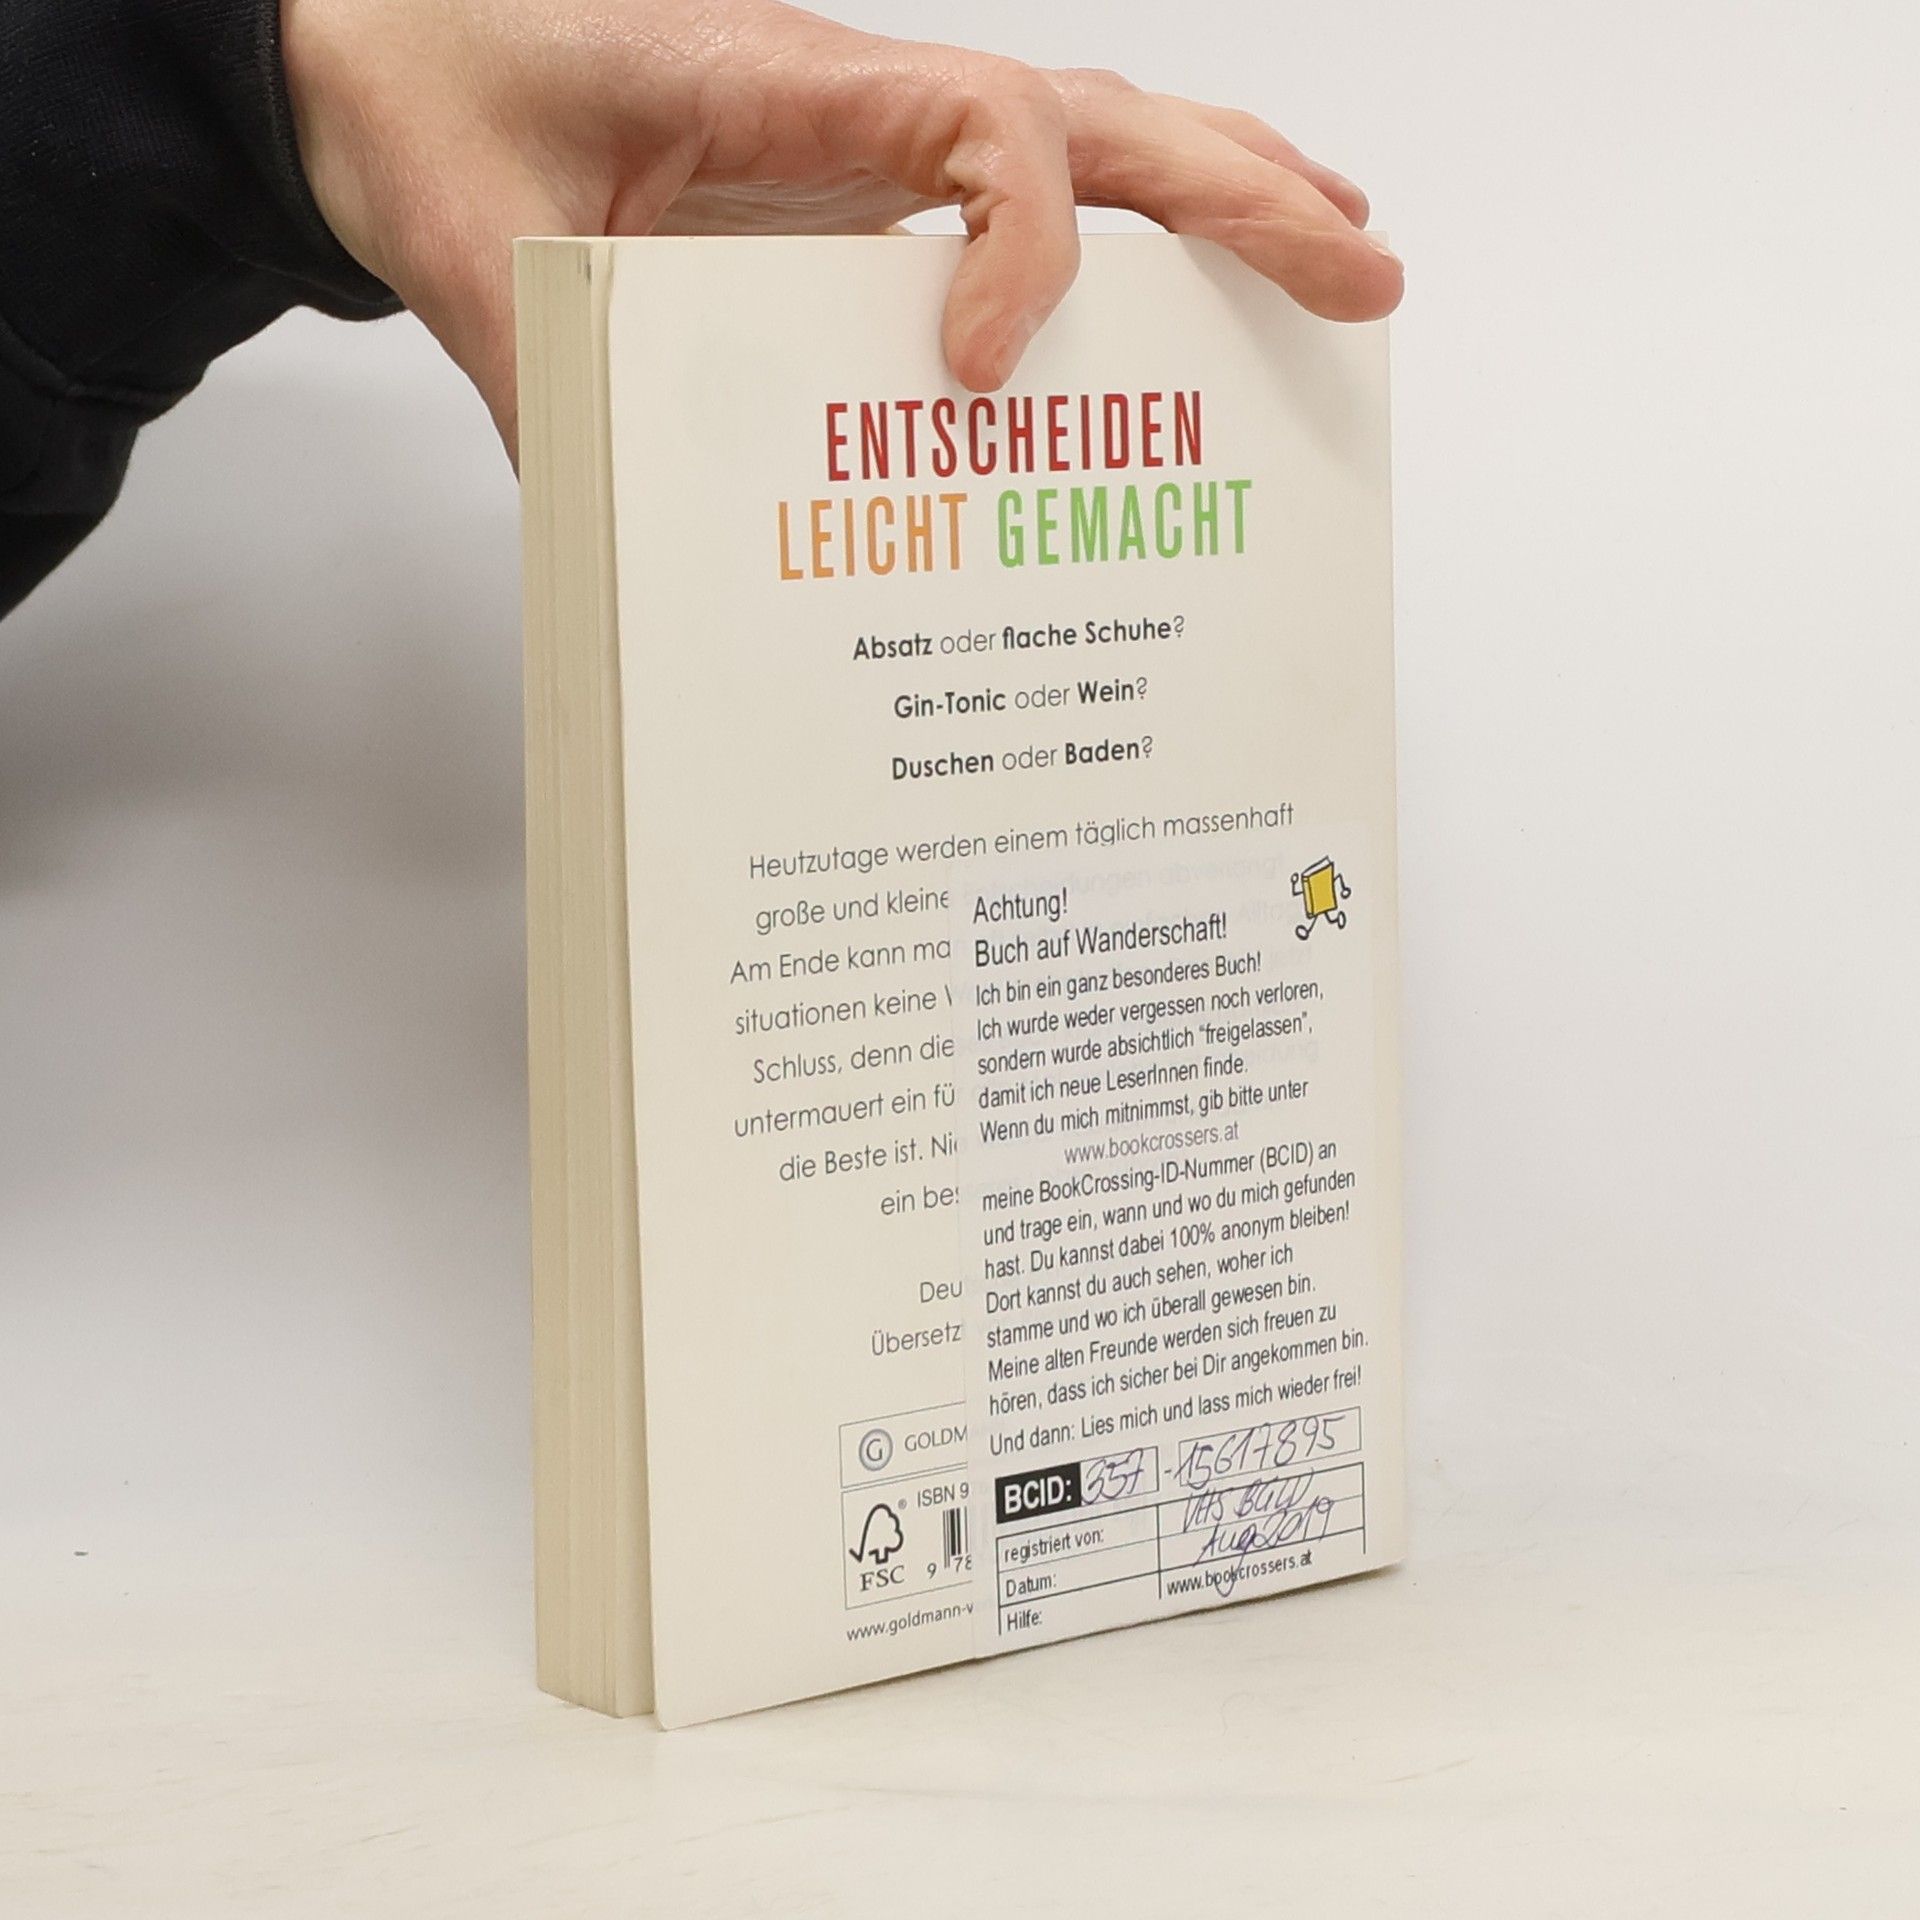 ENTSCHEIDEN
LEICHT GEMACHT
Absatz oder flache Schuhe?
Gin-Tonic oder Wein?
Duschen oder Baden?
Heutzutage werden einem täglich massenhaft
große und kleine Entscheidungen abverlangt
Am Ende kann ma
situationen keine
Schluss, denn die
untermauert ein fü
die Beste ist. Nic
ein bes
Deu
Übersetz
GOLDM
ISBN 9
9 78
FSC
www.goldmann-v
Achtung!
Buch auf Wanderschaft!
Ich bin ein ganz besonderes Buch!
Ich wurde weder vergessen noch verloren,
sondern wurde absichtlich "freigelassen",
damit ich neue LeserInnen finde.
Wenn du mich mitnimmst, gib bitte unter
www.bookcrossers.at
meine BookCrossing-ID-Nummer (BCID) an
und trage ein, wann und wo du mich gefunden
hast. Du kannst dabei 100% anonym bleiben!
Dort kannst du auch sehen, woher ich
stamme und wo ich überall gewesen bin.
Meine alten Freunde werden sich freuen zu
hören, dass ich sicher bei Dir angekommen bin.
Und dann: Lies mich und lass mich wieder frei!
BCID: 357 - 15617895
registriert von: VHS BGW
Datum: Aug 2019
Hilfe: www.bookcrossers.at